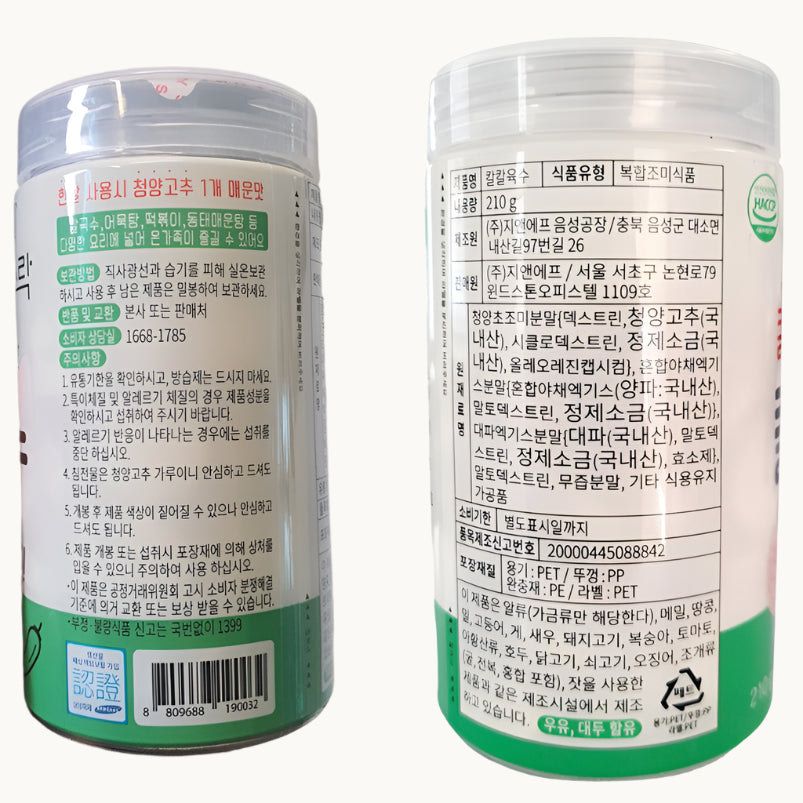 한알 사용시 청양고추 1개 매운맛
칼국수,어묵탕,떡볶이,동태매운탕 등
다양한 요리에 넣어 온가족이 즐길 수 있어요
보관방법 직사광선과 습기를 피해 실온보관
하시고 사용 후 남은 제품은 밀봉하여 보관하세요.
반품 및 교환 본사 또는 판매처
소비자 상담실 1668-1785
주의사항
1. 유통기한을 확인하시고, 방습제는 드시지 마세요.
2. 특이체질 및 알레르기 체질의 경우 제품성분을
확인하시고 섭취하여 주시기 바랍니다.
3. 알레르기 반응이 나타나는 경우에는 섭취를
중단 하십시오.
4. 침전물은 청양고추 가루이니 안심하고 드셔도
됩니다.
5. 개봉 후 제품 색상이 짙어질 수 있으나 안심하고
드셔도 됩니다.
6. 제품 개봉 또는 섭취시 포장재에 의해 상처를
입을 수 있으니 주의하여 사용 하십시오.
·이 제품은 공정거래위원회 고시 소비자 분쟁해결
기준에 의거 교환 또는 보상 받을 수 있습니다.
·부정·불량식품 신고는 국번없이 1399
認證
8 809688 190032
제품명 칼칼육수 식품유형 복합조미식품
내용량 210 g
제조원 (주)지앤에프 음성공장/충북 음성군 대소면
내산길97번길 26
판매원 (주)지앤에프 / 서울 서초구 논현로79
윈드스톤오피스텔 1109호
원재료명
청양초조미분말{덱스트린,청양고추(국
내산), 시클로덱스트린, 정제소금(국
내산), 올레오레진캡시컴}, 혼합야채엑기
스분말{혼합야채엑기스(양파:국내산),
말토덱스트린, 정제소금(국내산)},
대파엑기스분말{대파(국내산), 말토덱
스트린, 정제소금(국내산), 효소제},
말토덱스트린, 무즙분말, 기타 식용유지
가공품
소비기한 별도표시일까지
품목제조신고번호 20000445088842
포장재질 용기 : PET / 뚜껑 : PP
완충재 : PE / 라벨 : PET
이 제품은 알류(가금류만 해당한다), 메밀, 땅콩,
밀, 고등어, 게, 새우, 돼지고기, 복숭아, 토마토,
아황산류, 호두, 닭고기, 쇠고기, 오징어, 조개류
(굴, 전복, 홍합 포함), 잣을 사용한
제품과 같은 제조시설에서 제조
하고 있습니다.
우유, 대두 함유
HACCP
페트